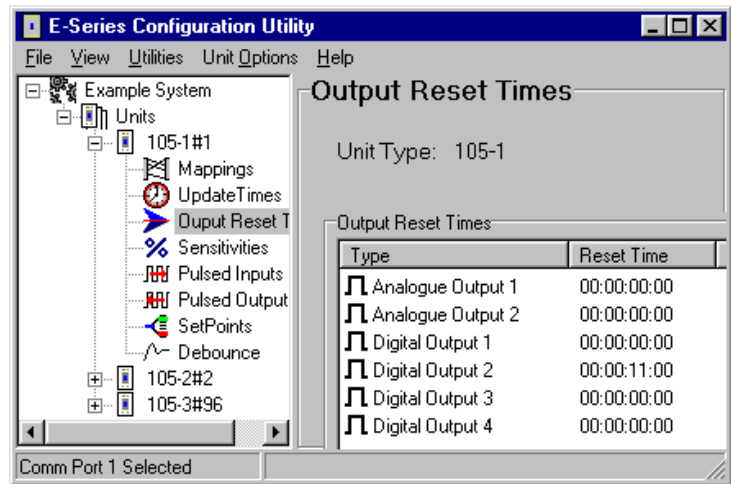 E-Series Configuration Utility
File View Utilities Unit Options Help
Example System
Units
105-1#1
Mappings
UpdateTimes
Ouput Reset T
Sensitivities
Pulsed Inputs
Pulsed Output
SetPoints
Debounce
105-2#2
105-3#96
Output Reset Times
Unit Type: 105-1
Output Reset Times
Type Reset Time
Analogue Output 1 00:00:00:00
Analogue Output 2 00:00:00:00
Digital Output 1 00:00:00:00
Digital Output 2 00:00:11:00
Digital Output 3 00:00:00:00
Digital Output 4 00:00:00:00
Comm Port 1 Selected